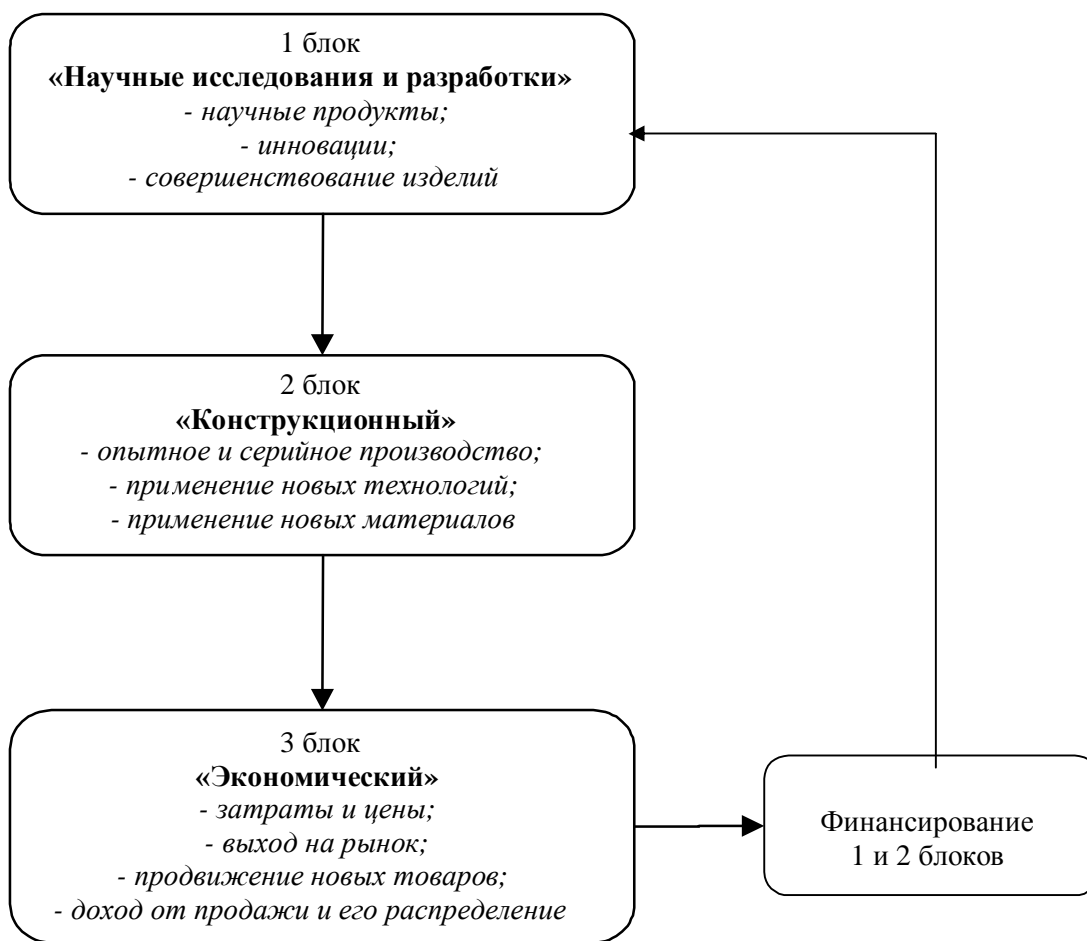 1 блок
«Научные исследования и разработки»
- научные продукты;
- инновации;
- совершенствование изделий
2 блок
«Конструкционный»
- опытное и серийное производство;
- применение новых технологий;
- применение новых материалов
3 блок
«Экономический»
- затраты и цены;
- выход на рынок;
- продвижение новых товаров;
- доход от продажи и его распределение
Финансирование
1 и 2 блоков